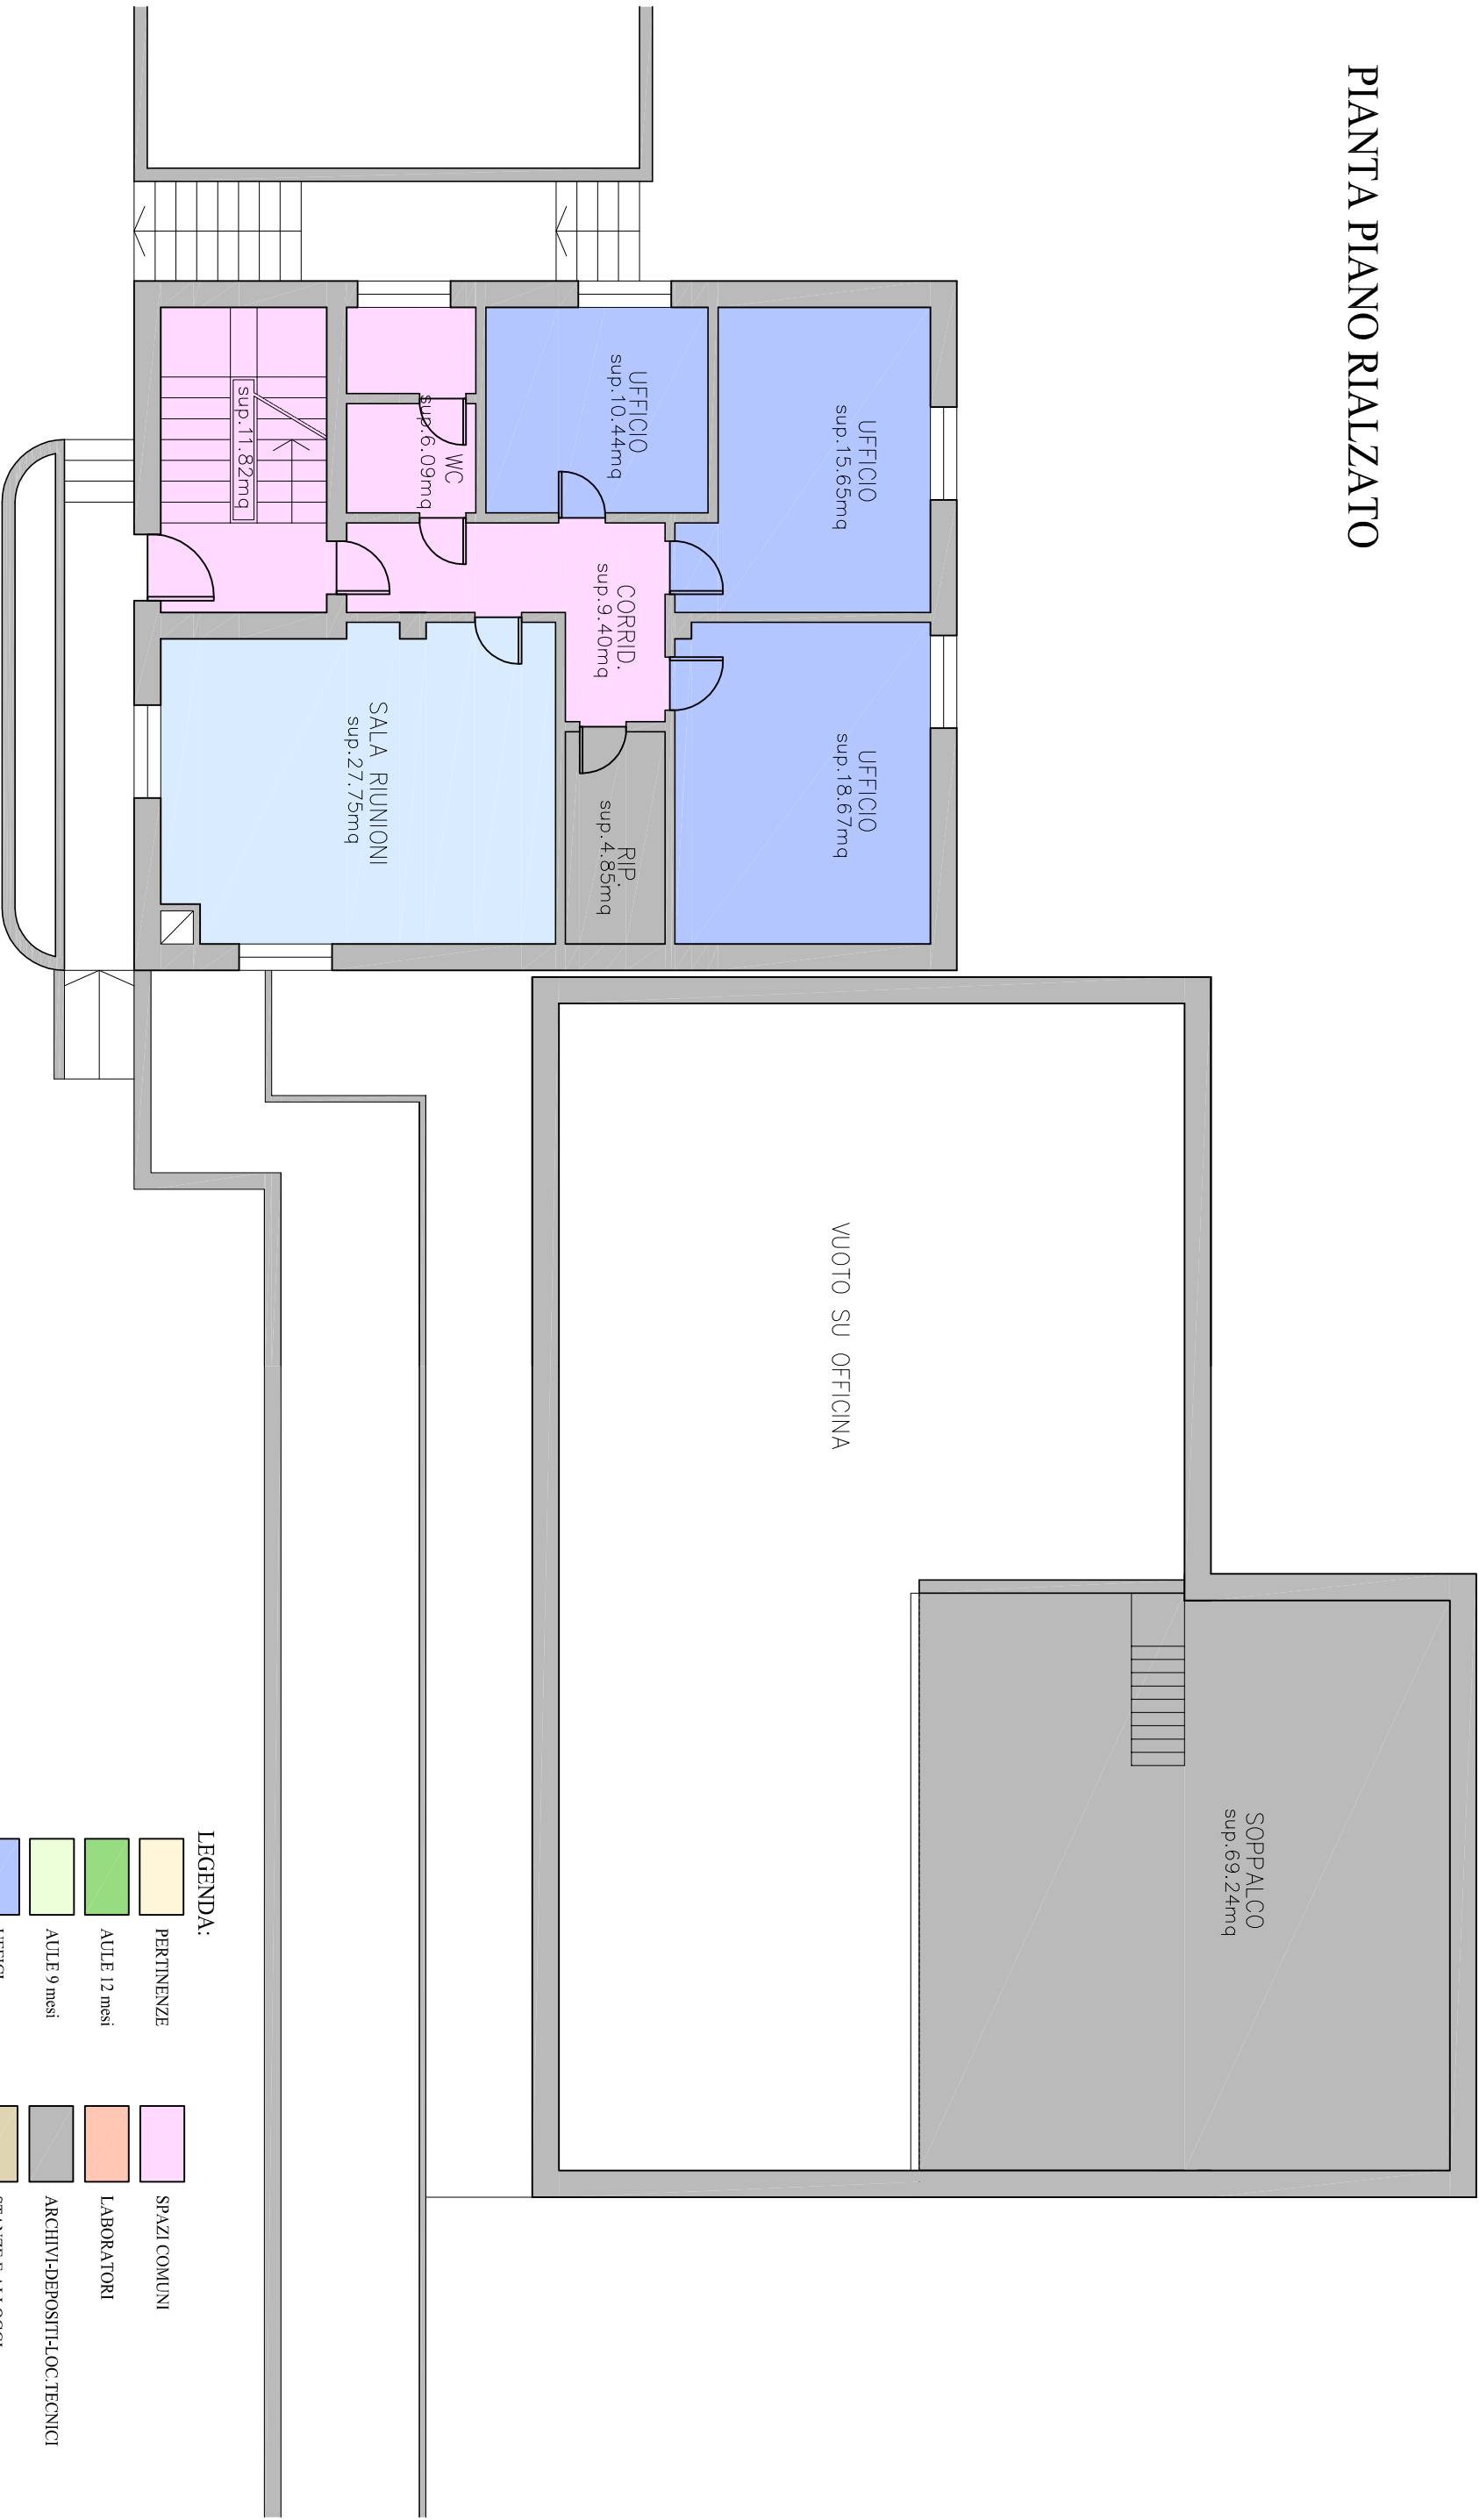 PIANTA PIANO RIALZATO
SOPPALCO
sup.69.24mq
UFFICIO
sup.15.65mq
UFFICIO
sup.18.67mq
VUOTO SU OFFICINA
UFFICIO
sup.10.44mq
CORRID.
sup.9.40mq
RIP.
sup.4.85mq
WC
sup.6.09mq
SALA RIUNIONI
sup.27.75mq
sup.11.82mq
LEGENDA:
PERTINENZE
SPAZI COMUNI
AULE 12 mesi
LABORATORI
AULE 9 mesi
ARCHIVI-DEPOSITI-LOC.TECNICI